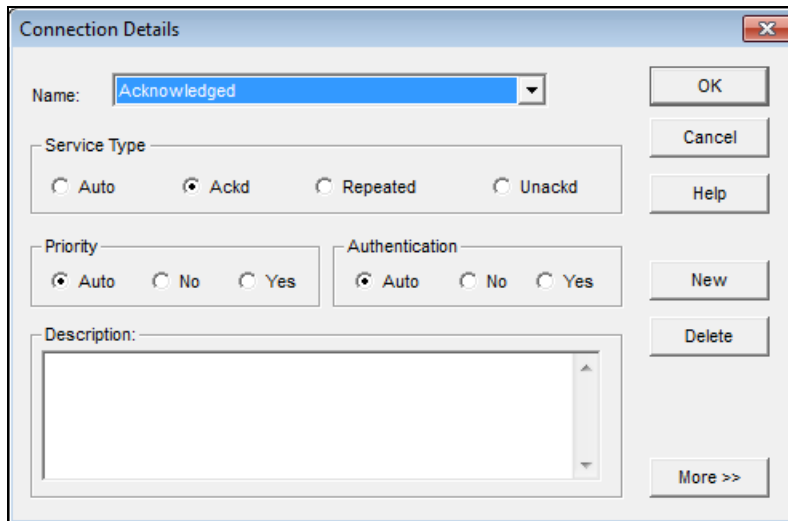 Connection Details
Name: Acknowledged
OK
Cancel
Help
Service Type
Auto Ackd Repeated Unackd
Priority
Auto No Yes
Authentication
Auto No Yes
New
Delete
Description:
More >>